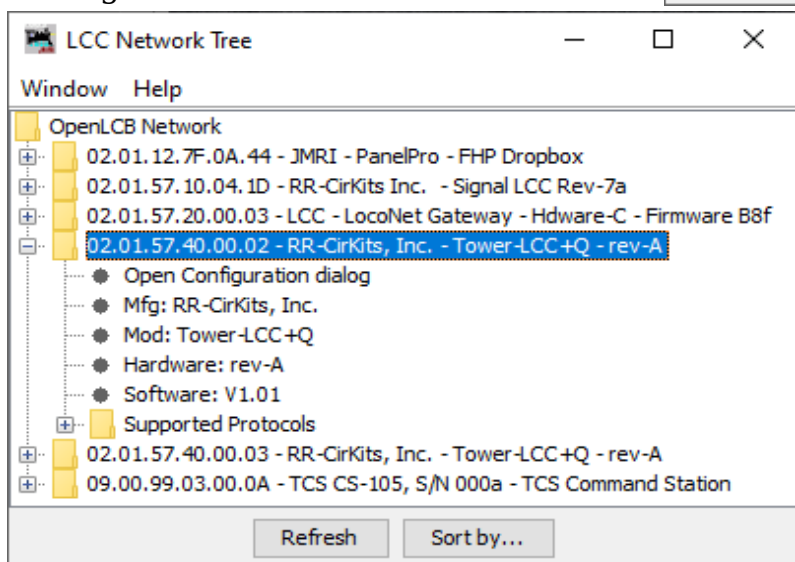 LCC Network Tree
Window Help
OpenLCB Network
02.01.12.7F.0A.44 - JMRI - PanelPro - FHP Dropbox
02.01.57.10.04.1D - RR-CirKits Inc. - Signal LCC Rev-7a
02.01.57.20.00.03 - LCC - LocoNet Gateway - Hdware-C - Firmware B8f
02.01.57.40.00.02 - RR-CirKits, Inc. - Tower-LCC+Q - rev-A
Open Configuration dialog
Mfg: RR-CirKits, Inc.
Mod: Tower-LCC+Q
Hardware: rev-A
Software: V1.01
Supported Protocols
02.01.57.40.00.03 - RR-CirKits, Inc. - Tower-LCC+Q - rev-A
09.00.99.03.00.0A - TCS CS-105, S/N 000a - TCS Command Station
Refresh Sort by...